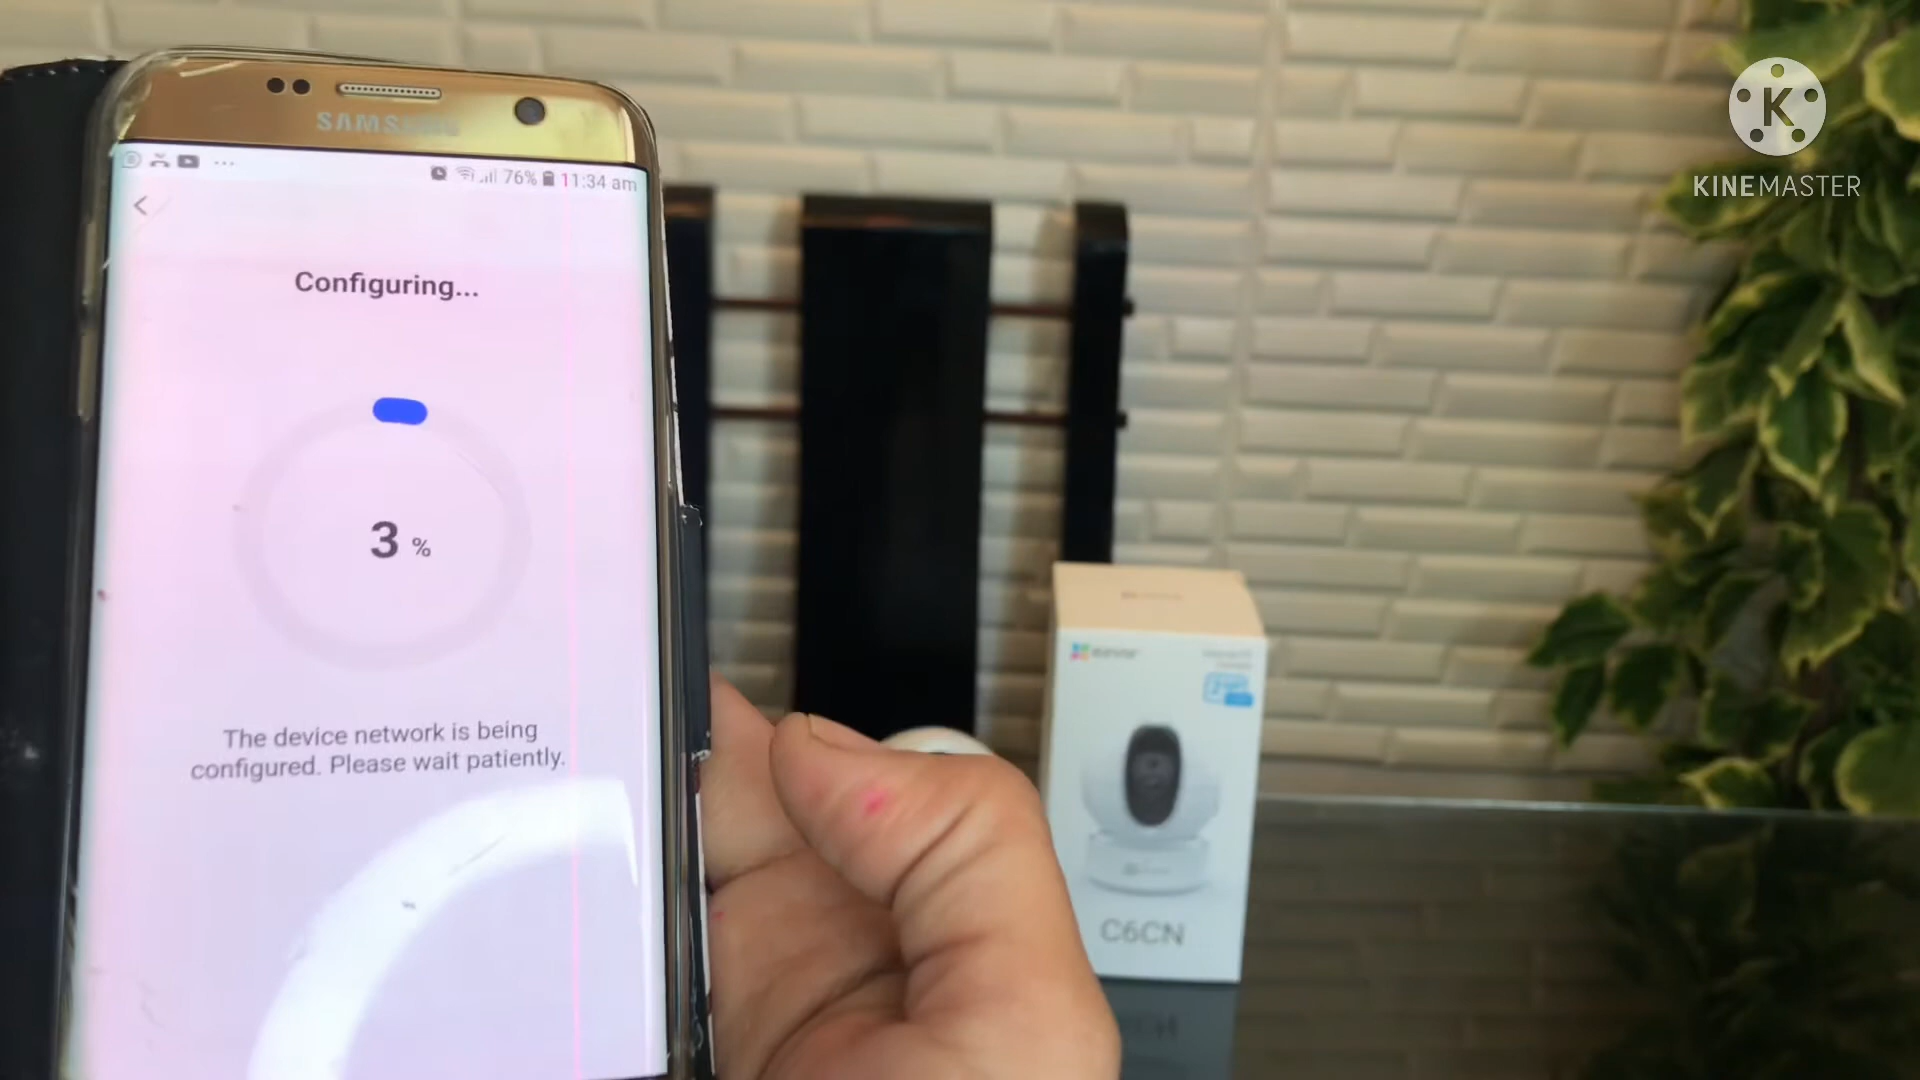 SAMSUNG
76% 11:34 am
Configuring...
3 %
The device network is being
configured. Please wait patiently.
C6CN
K
KINEMASTER